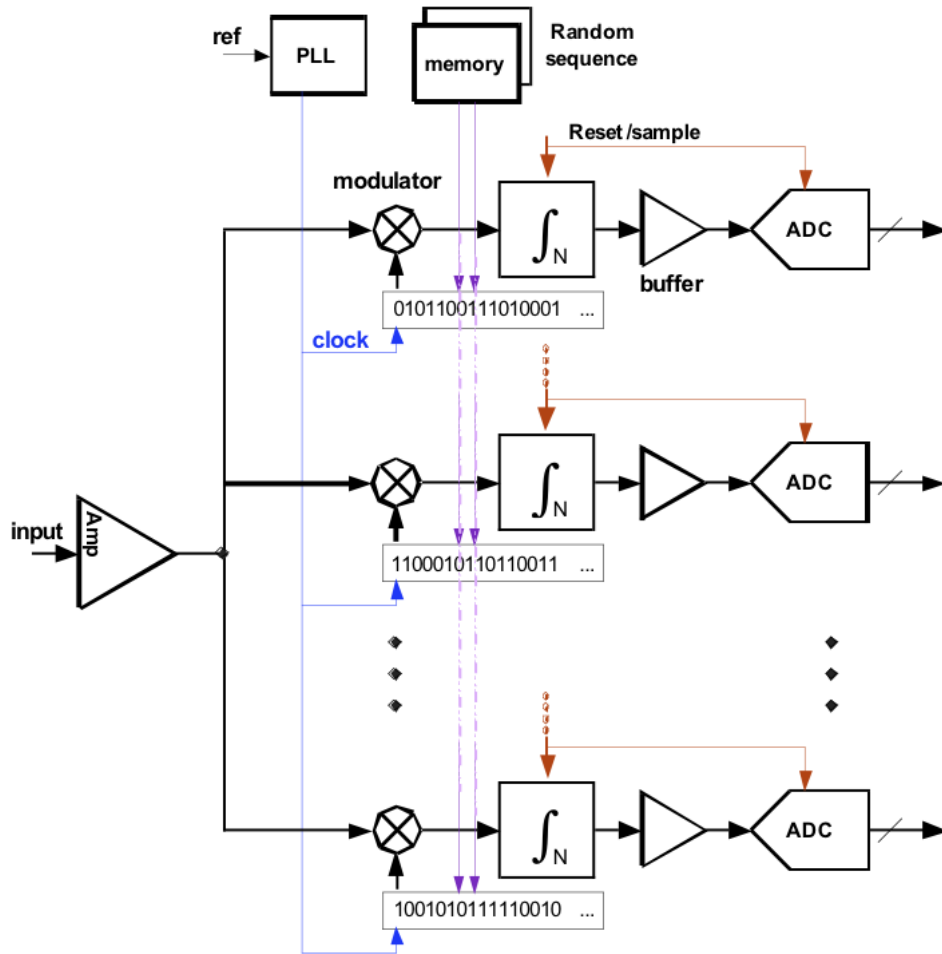 ref
PLL
memory
Random
sequence
Reset/sample
modulator
∫N
ADC
buffer
0101100111010001 ...
clock
∫N
ADC
input
Amp
1100010110110011 ...
∫N
ADC
1001010111110010 ...